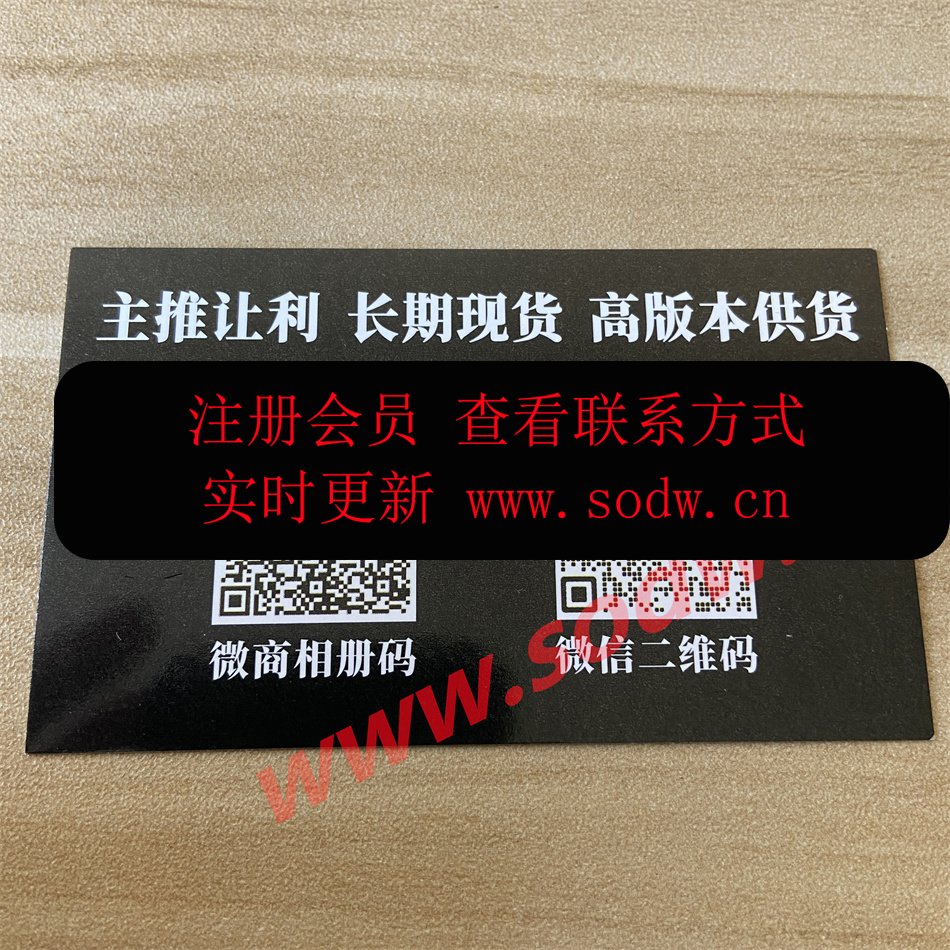 主推让利 长期现货 高版本供货
注册会员 查看联系方式
实时更新 www.sodw.cn
微商相册码 微信二维码
www.sodw.